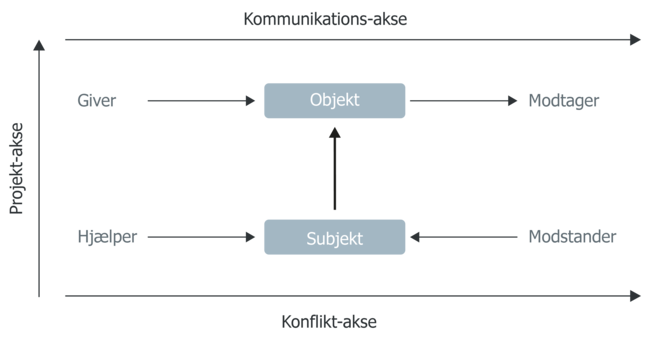 Kommunikations-akse
Projekt-akse
Giver
Objekt
Modtager
Hjælper
Subjekt
Modstander
Konflikt-akse